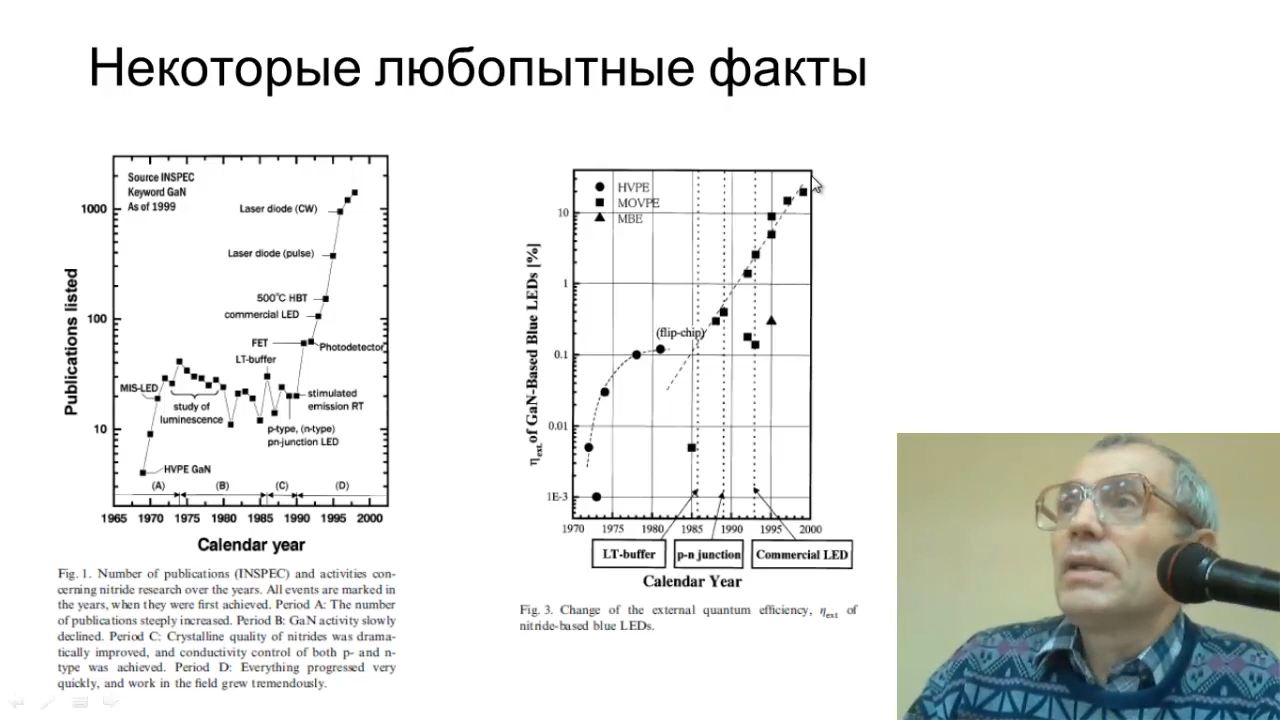 Некоторые любопытные факты
Source INSPEC
Keyword GaN
As of 1999
1000
100
10
Publications listed
Laser diode (CW)
Laser diode (pulse)
500°C HBT
commercial LED
FET
Photodetector
LT-buffer
MIS-LED
study of
luminescence
stimulated
emission RT
p-type, (n-type)
pn-junction LED
HVPE GaN
(A) (B) (C) (D)
1965 1970 1975 1980 1985 1990 1995 2000
Calendar year
Fig. 1. Number of publications (INSPEC) and activities con-
cerning nitride research over the years. All events are marked in
the years, when they were first achieved. Period A: The number
of publications steeply increased. Period B: GaN activity slowly
declined. Period C: Crystalline quality of nitrides was drama-
tically improved, and conductivity control of both p- and n-
type was achieved. Period D: Everything progressed very
quickly, and work in the field grew tremendously.
HVPE
MOVPE
MBE
10
1
0.1
0.01
1E-3
ηext. of GaN-Based Blue LEDs [%]
(flip-chip)
1970 1975 1980 1985 1990 1995 2000
LT-buffer p-n junction Commercial LED
Calendar Year
Fig. 3. Change of the external quantum efficiency, ηext of
nitride-based blue LEDs.